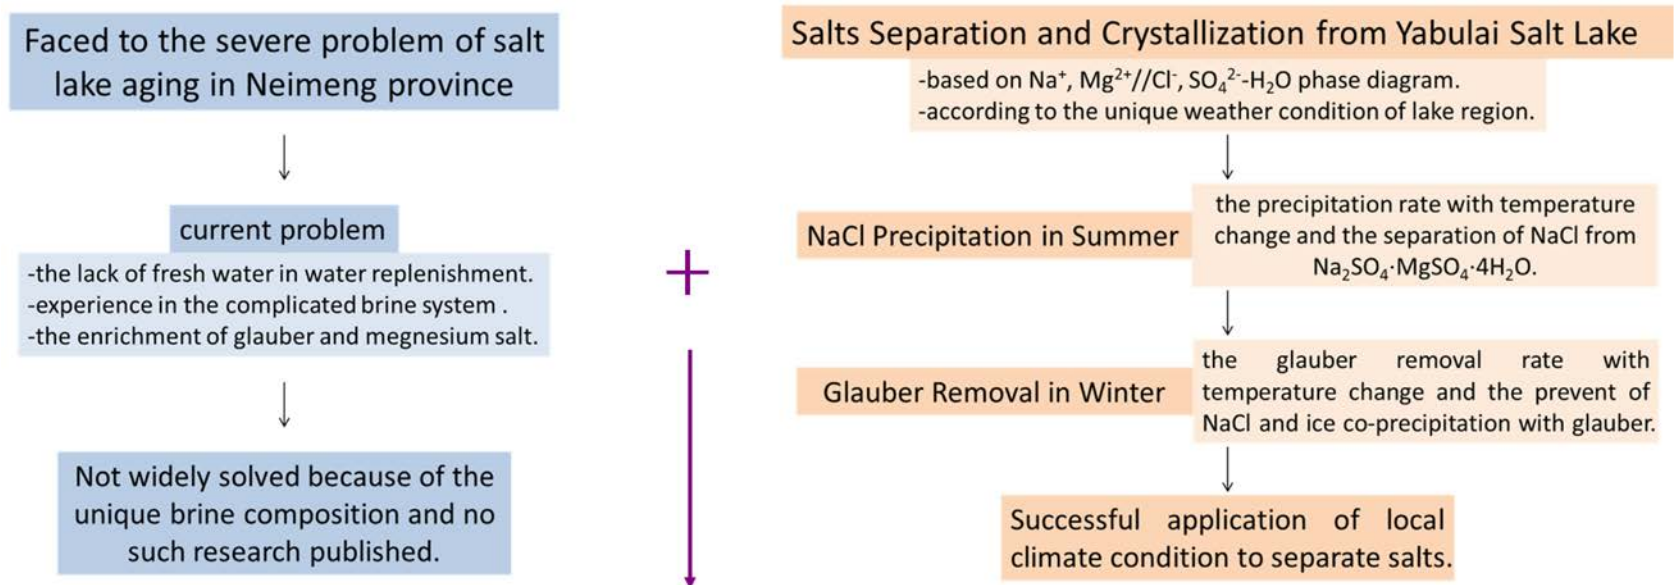 Faced to the severe problem of salt
lake aging in Neimeng province
current problem
-the lack of fresh water in water replenishment.
-experience in the complicated brine system .
-the enrichment of glauber and megnesium salt.
Not widely solved because of the
unique brine composition and no
such research published.
+
Salts Separation and Crystallization from Yabulai Salt Lake
-based on Na⁺, Mg²⁺//Cl⁻, SO₄²⁻-H₂O phase diagram.
-according to the unique weather condition of lake region.
NaCl Precipitation in Summer
the precipitation rate with temperature
change and the separation of NaCl from
Na₂SO₄·MgSO₄·4H₂O.
Glauber Removal in Winter
the glauber removal rate with
temperature change and the prevent of
NaCl and ice co-precipitation with glauber.
Successful application of local
climate condition to separate salts.